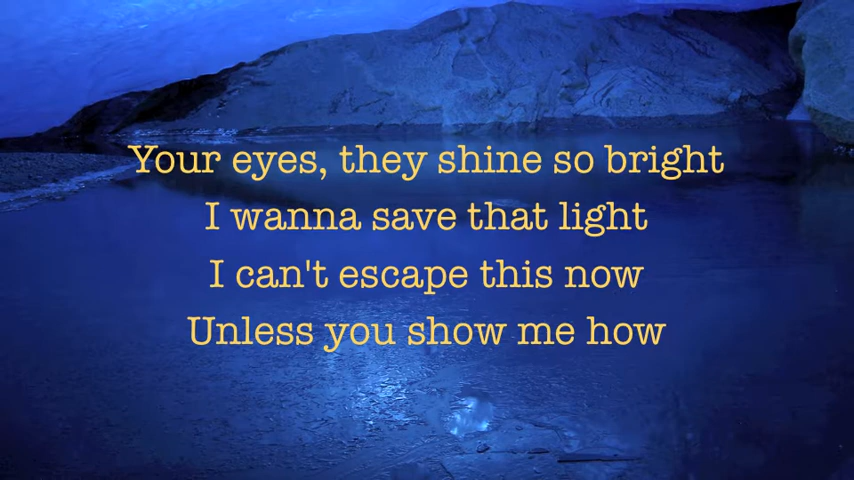 Your eyes, they shine so bright
I wanna save that light
I can't escape this now
Unless you show me how